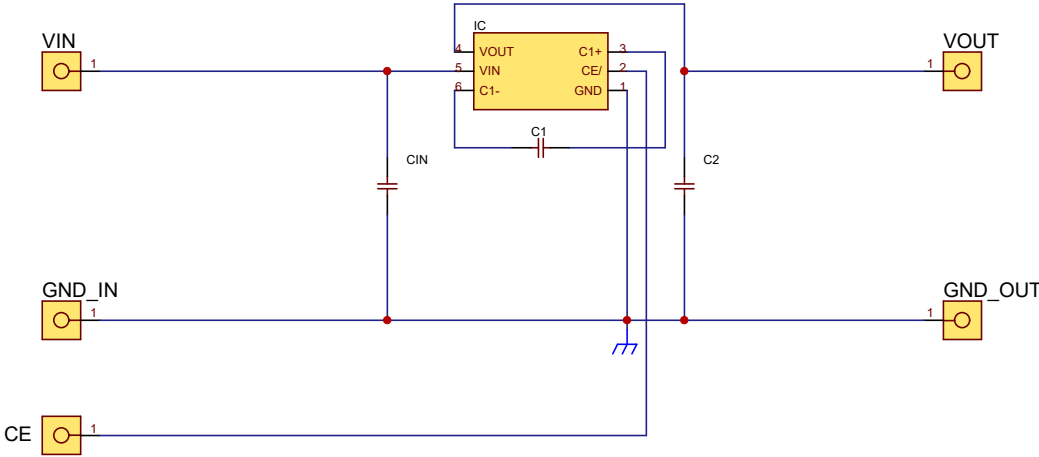 IC
VIN
1
4
VOUT
C1+
3
5
VIN
CE/
2
6
C1-
GND
1
VOUT
1
C1
CIN
C2
GND_IN
1
GND_OUT
1
CE
1